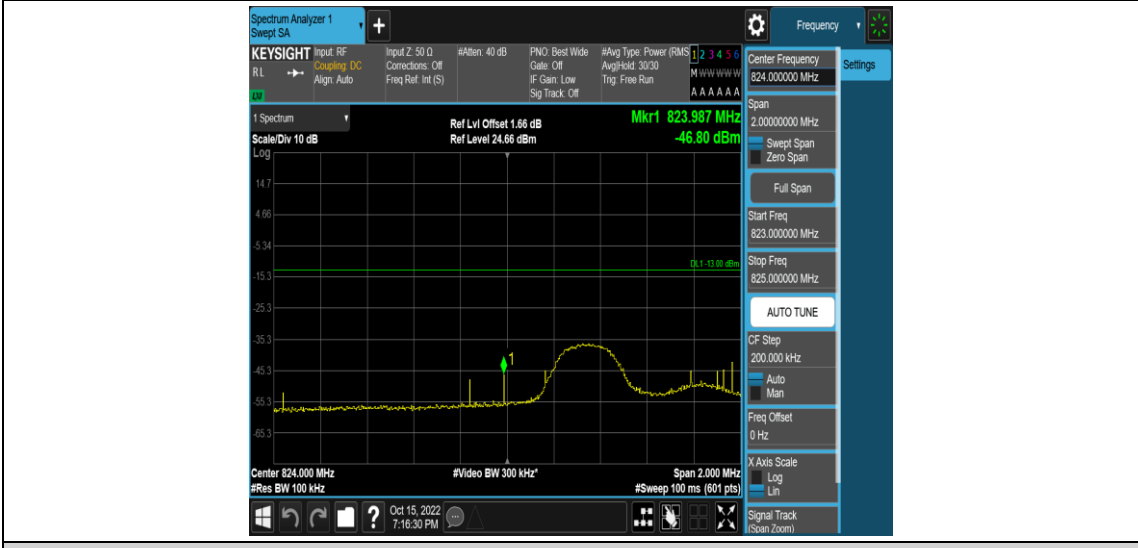 Spectrum Analyzer 1
Swept SA
+
Frequency
KEYSIGHT
RL
Input: RF
Coupling: DC
Align: Auto
Input Z: 50 Ω
Corrections: Off
Freq Ref: Int (S)
#Atten: 40 dB
PNO: Best Wide
Gate: Off
IF Gain: Low
Sig Track: Off
#Avg Type: Power (RMS
Avg|Hold: 30/30
Trig: Free Run
1 2 3 4 5 6
M W W W W W
A A A A A A
1 Spectrum
Scale/Div 10 dB
Log
Ref Lvl Offset 1.66 dB
Ref Level 24.66 dBm
Mkr1 823.987 MHz
-46.80 dBm
14.7
4.66
-5.34
-15.3
-25.3
-35.3
-45.3
-55.3
-65.3
DL1 -13.00 dBm
1
Center 824.000 MHz
#Res BW 100 kHz
#Video BW 300 kHz*
Span 2.000 MHz
#Sweep 100 ms (601 pts)
?
Oct 15, 2022
7:16:30 PM
Center Frequency
824.000000 MHz
Settings
Span
2.00000000 MHz
Swept Span
Zero Span
Full Span
Start Freq
823.000000 MHz
Stop Freq
825.000000 MHz
AUTO TUNE
CF Step
200.000 kHz
Auto
Man
Freq Offset
0 Hz
X Axis Scale
Log
Lin
Signal Track
(Span Zoom)